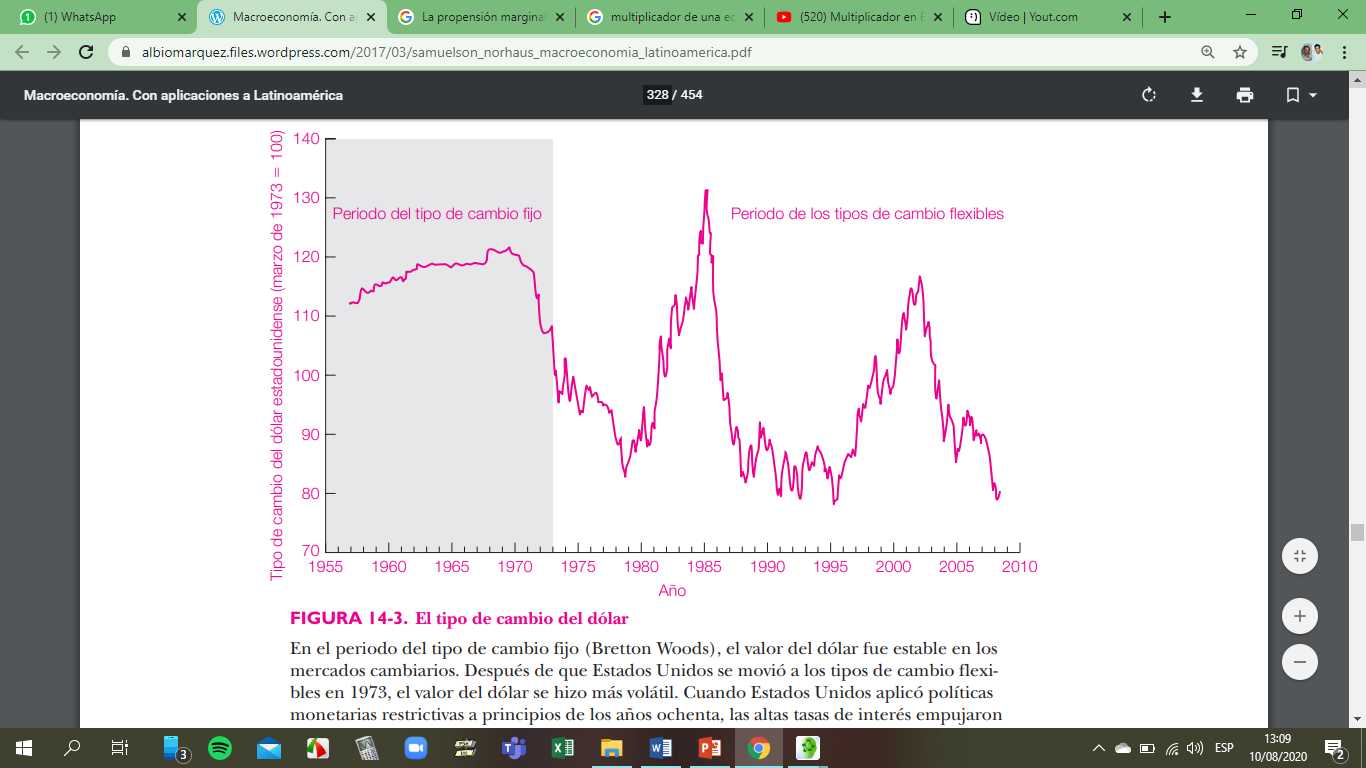 (1) WhatsApp
Macroeconomía. Con a
La propensión marginal
multiplicador de una ec
(520) Multiplicador en E
Vídeo | Yout.com
albiomarquez.files.wordpress.com/2017/03/samuelson_norhaus_macroeconomia_latinoamerica.pdf
Macroeconomía. Con aplicaciones a Latinoamérica
328 / 454
Tipo de cambio del dólar estadounidense (marzo de 1973 = 100)
140
130
120
110
100
90
80
70
Periodo del tipo de cambio fijo
Periodo de los tipos de cambio flexibles
1955 1960 1965 1970 1975 1980 1985 1990 1995 2000 2005 2010
Año
FIGURA 14-3. El tipo de cambio del dólar
En el periodo del tipo de cambio fijo (Bretton Woods), el valor del dólar fue estable en los
mercados cambiarios. Después de que Estados Unidos se movió a los tipos de cambio flexi-
bles en 1973, el valor del dólar se hizo más volátil. Cuando Estados Unidos aplicó políticas
monetarias restrictivas a principios de los años ochenta, las altas tasas de interés empujaron
3
ESP
13:09
10/08/2020
2